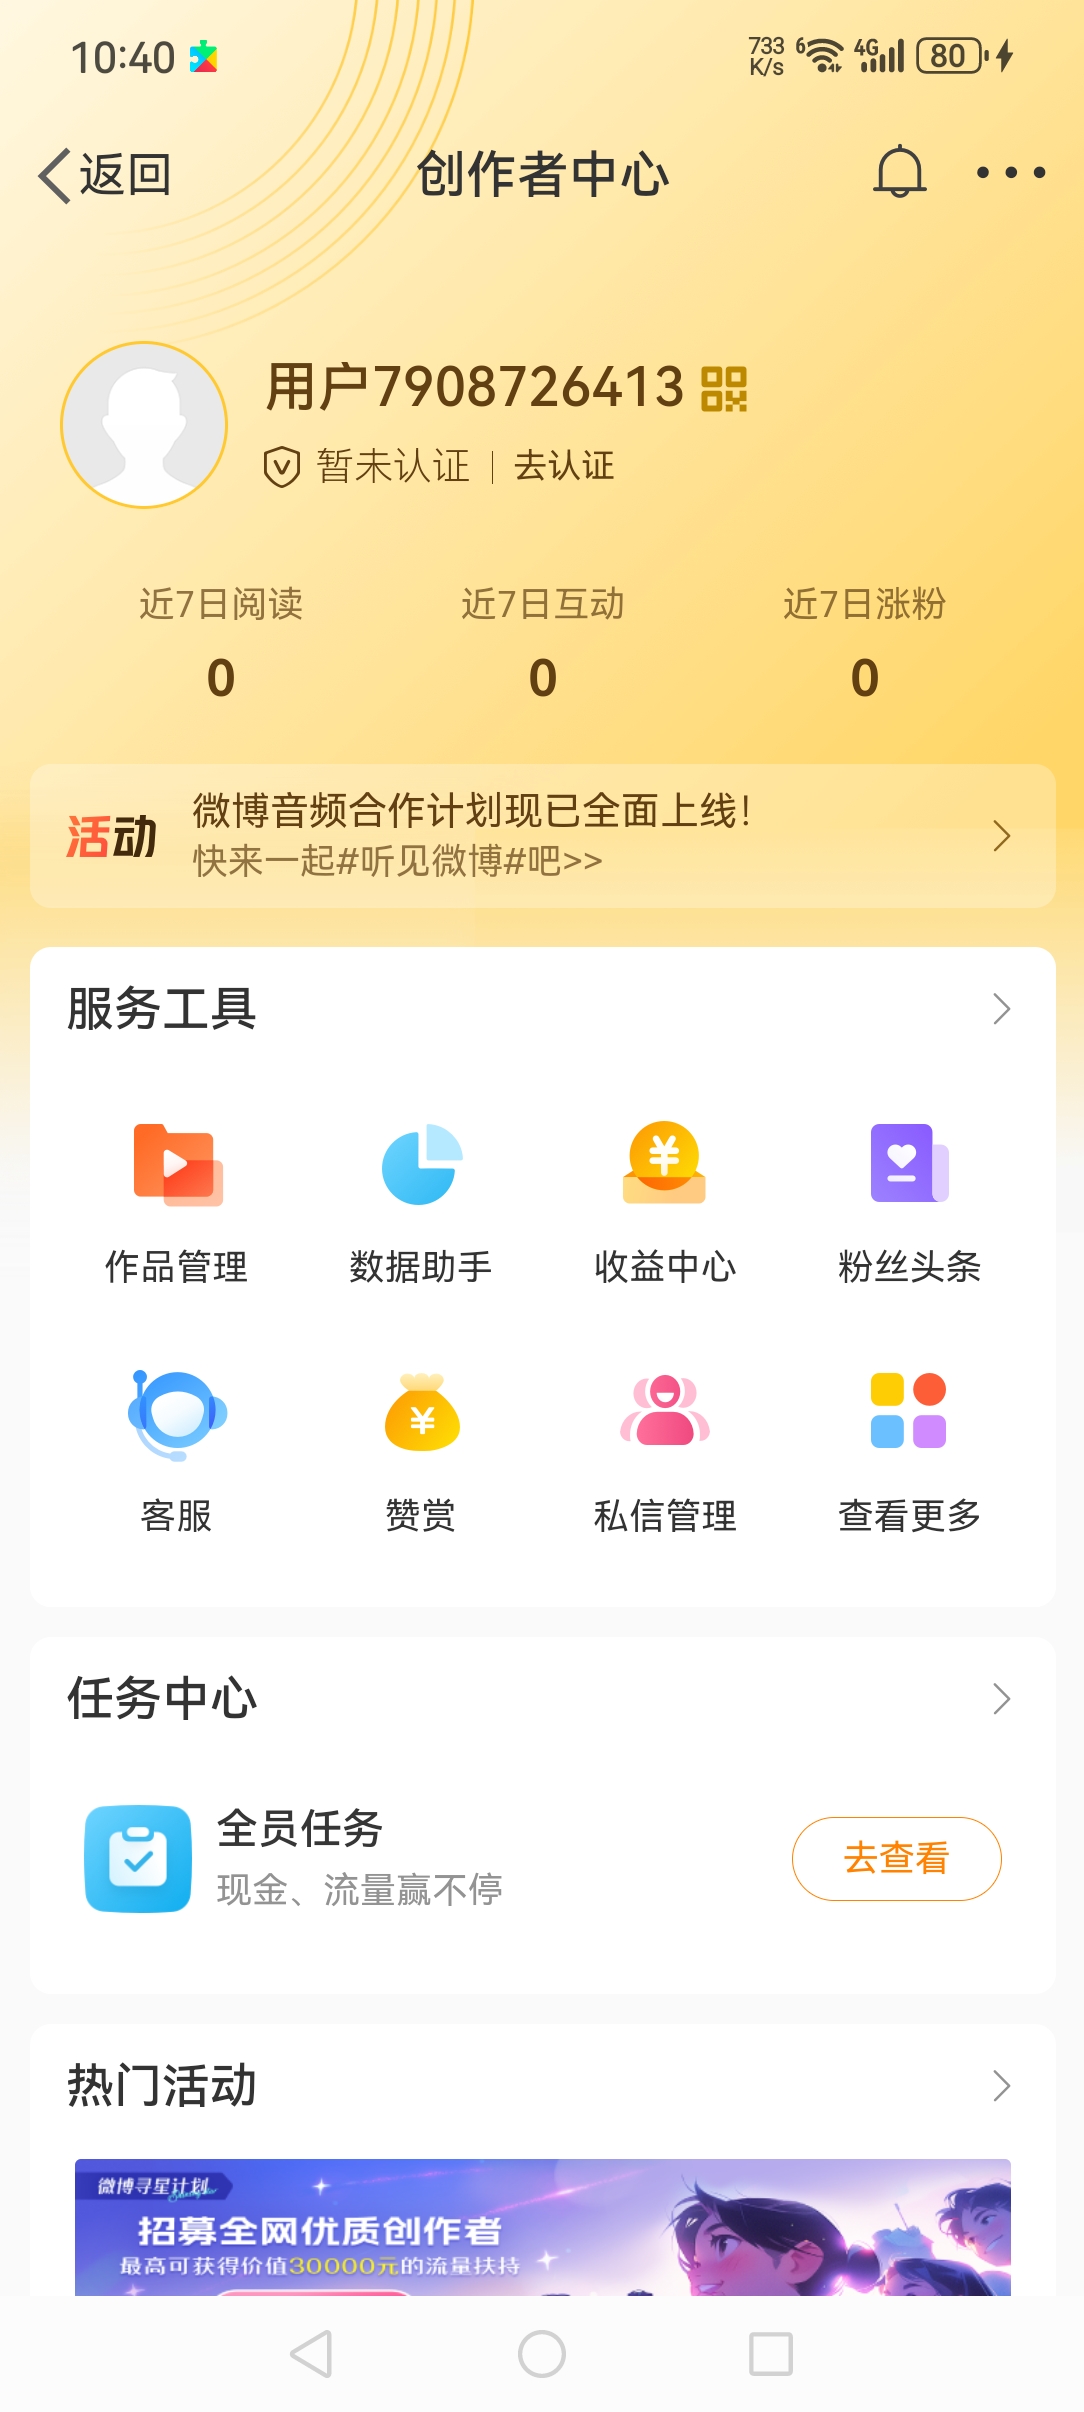 10:40
733 K/s
6
4G
80
返回
创作者中心
用户7908726413
暂未认证 | 去认证
近7日阅读 近7日互动 近7日涨粉
0 0 0
活动
微博音频合作计划现已全面上线!
快来一起#听见微博#吧>>
服务工具
作品管理 数据助手 收益中心 粉丝头条
客服 赞赏 私信管理 查看更多
任务中心
全员任务
现金、流量赢不停
去查看
热门活动
微博寻星计划
招募全网优质创作者
最高可获得价值30000元的流量扶持